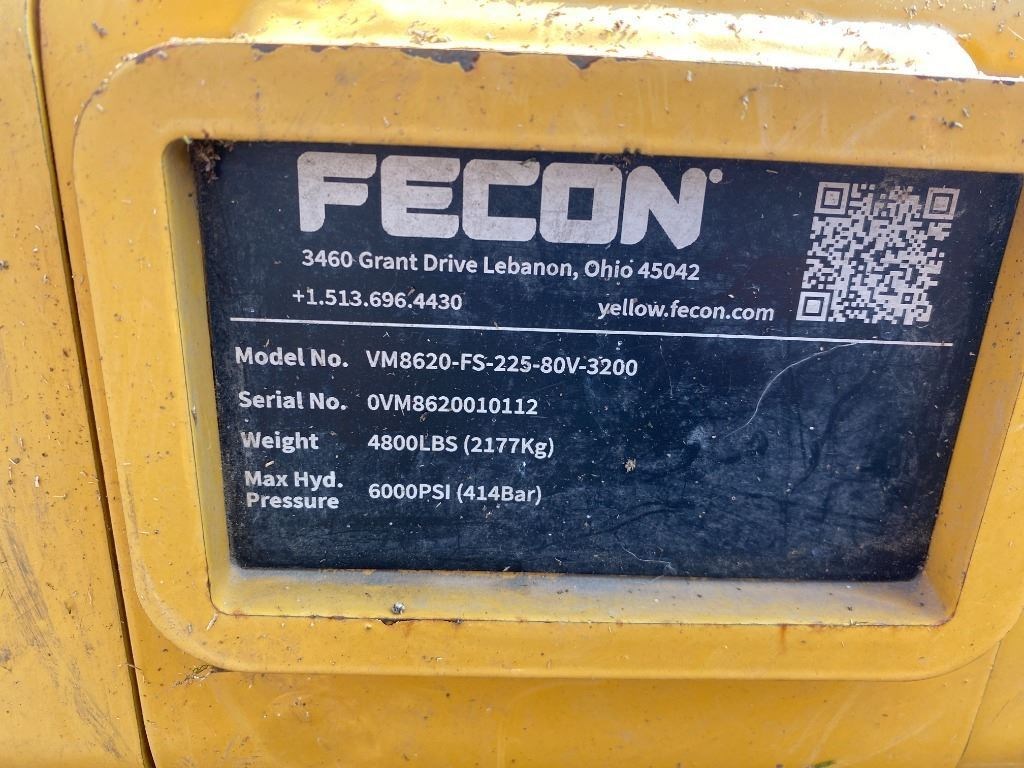 FECON
3460 Grant Drive Lebanon, Ohio 45042
+1.513.696.4430 yellow.fecon.com
Model No. VM8620-FS-225-80V-3200
Serial No. 0VM8620010112
Weight 4800LBS (2177Kg)
Max Hyd.
Pressure 6000PSI (414Bar)